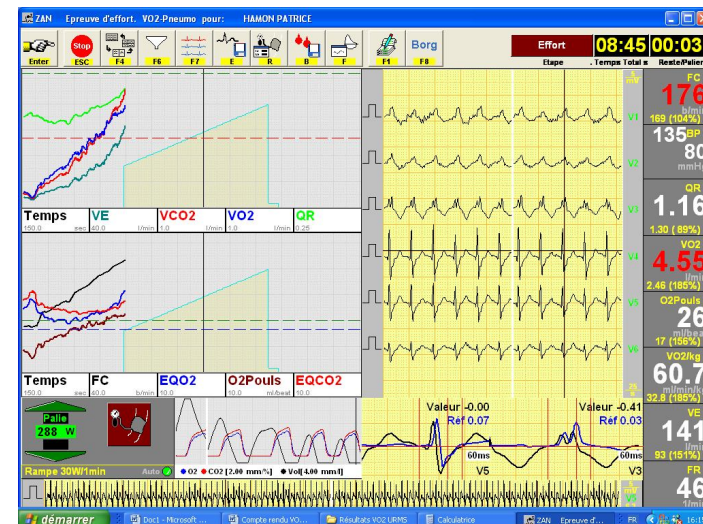 ZAN Epreuve d'effort. VO2-Pneumo pour: HAMON PATRICE
Enter
Stop
ESC
F4
F6
F7
E
R
B
F
F1
Borg
F8
Effort
Etape
08:45
. Temps Total
00:03
Reste/Palier
FC
176
b/min
169 (104%)
135 BP
80
mmHg
QR
1.16
1.30 ( 89%)
VO2
4.55
l/min
2.46 (185%)
O2Pouls
26
ml/beat
17 (156%)
VO2/kg
60.7
ml/min/kg
32.8 (185%)
VE
141
l/min
93 (151%)
FR
46
1/min
mV
V1
V2
V3
V4
V5
V6
25
Temps VE VCO2 VO2 QR
150.0 sec 40.0 l/min 1.0 l/min 1.0 l/min 0.25
Temps FC EQO2 O2Pouls EQCO2
150.0 sec 40.0 b/min 10.0 10.0 ml/beat 10.0
Palie
288 W
Rampe 30W/1min Auto
O2 CO2 [2.00 mm/%] Vol[4.00 mm/l]
Valeur -0.00
Réf 0.07
60ms
V5
Valeur -0.41
Réf 0.03
60ms
V3
démarrer
Doc1 - Microsoft ...
Compte rendu VO...
Résultats VO2 URMS
Calculatrice
ZAN Epreuve d'...
FR